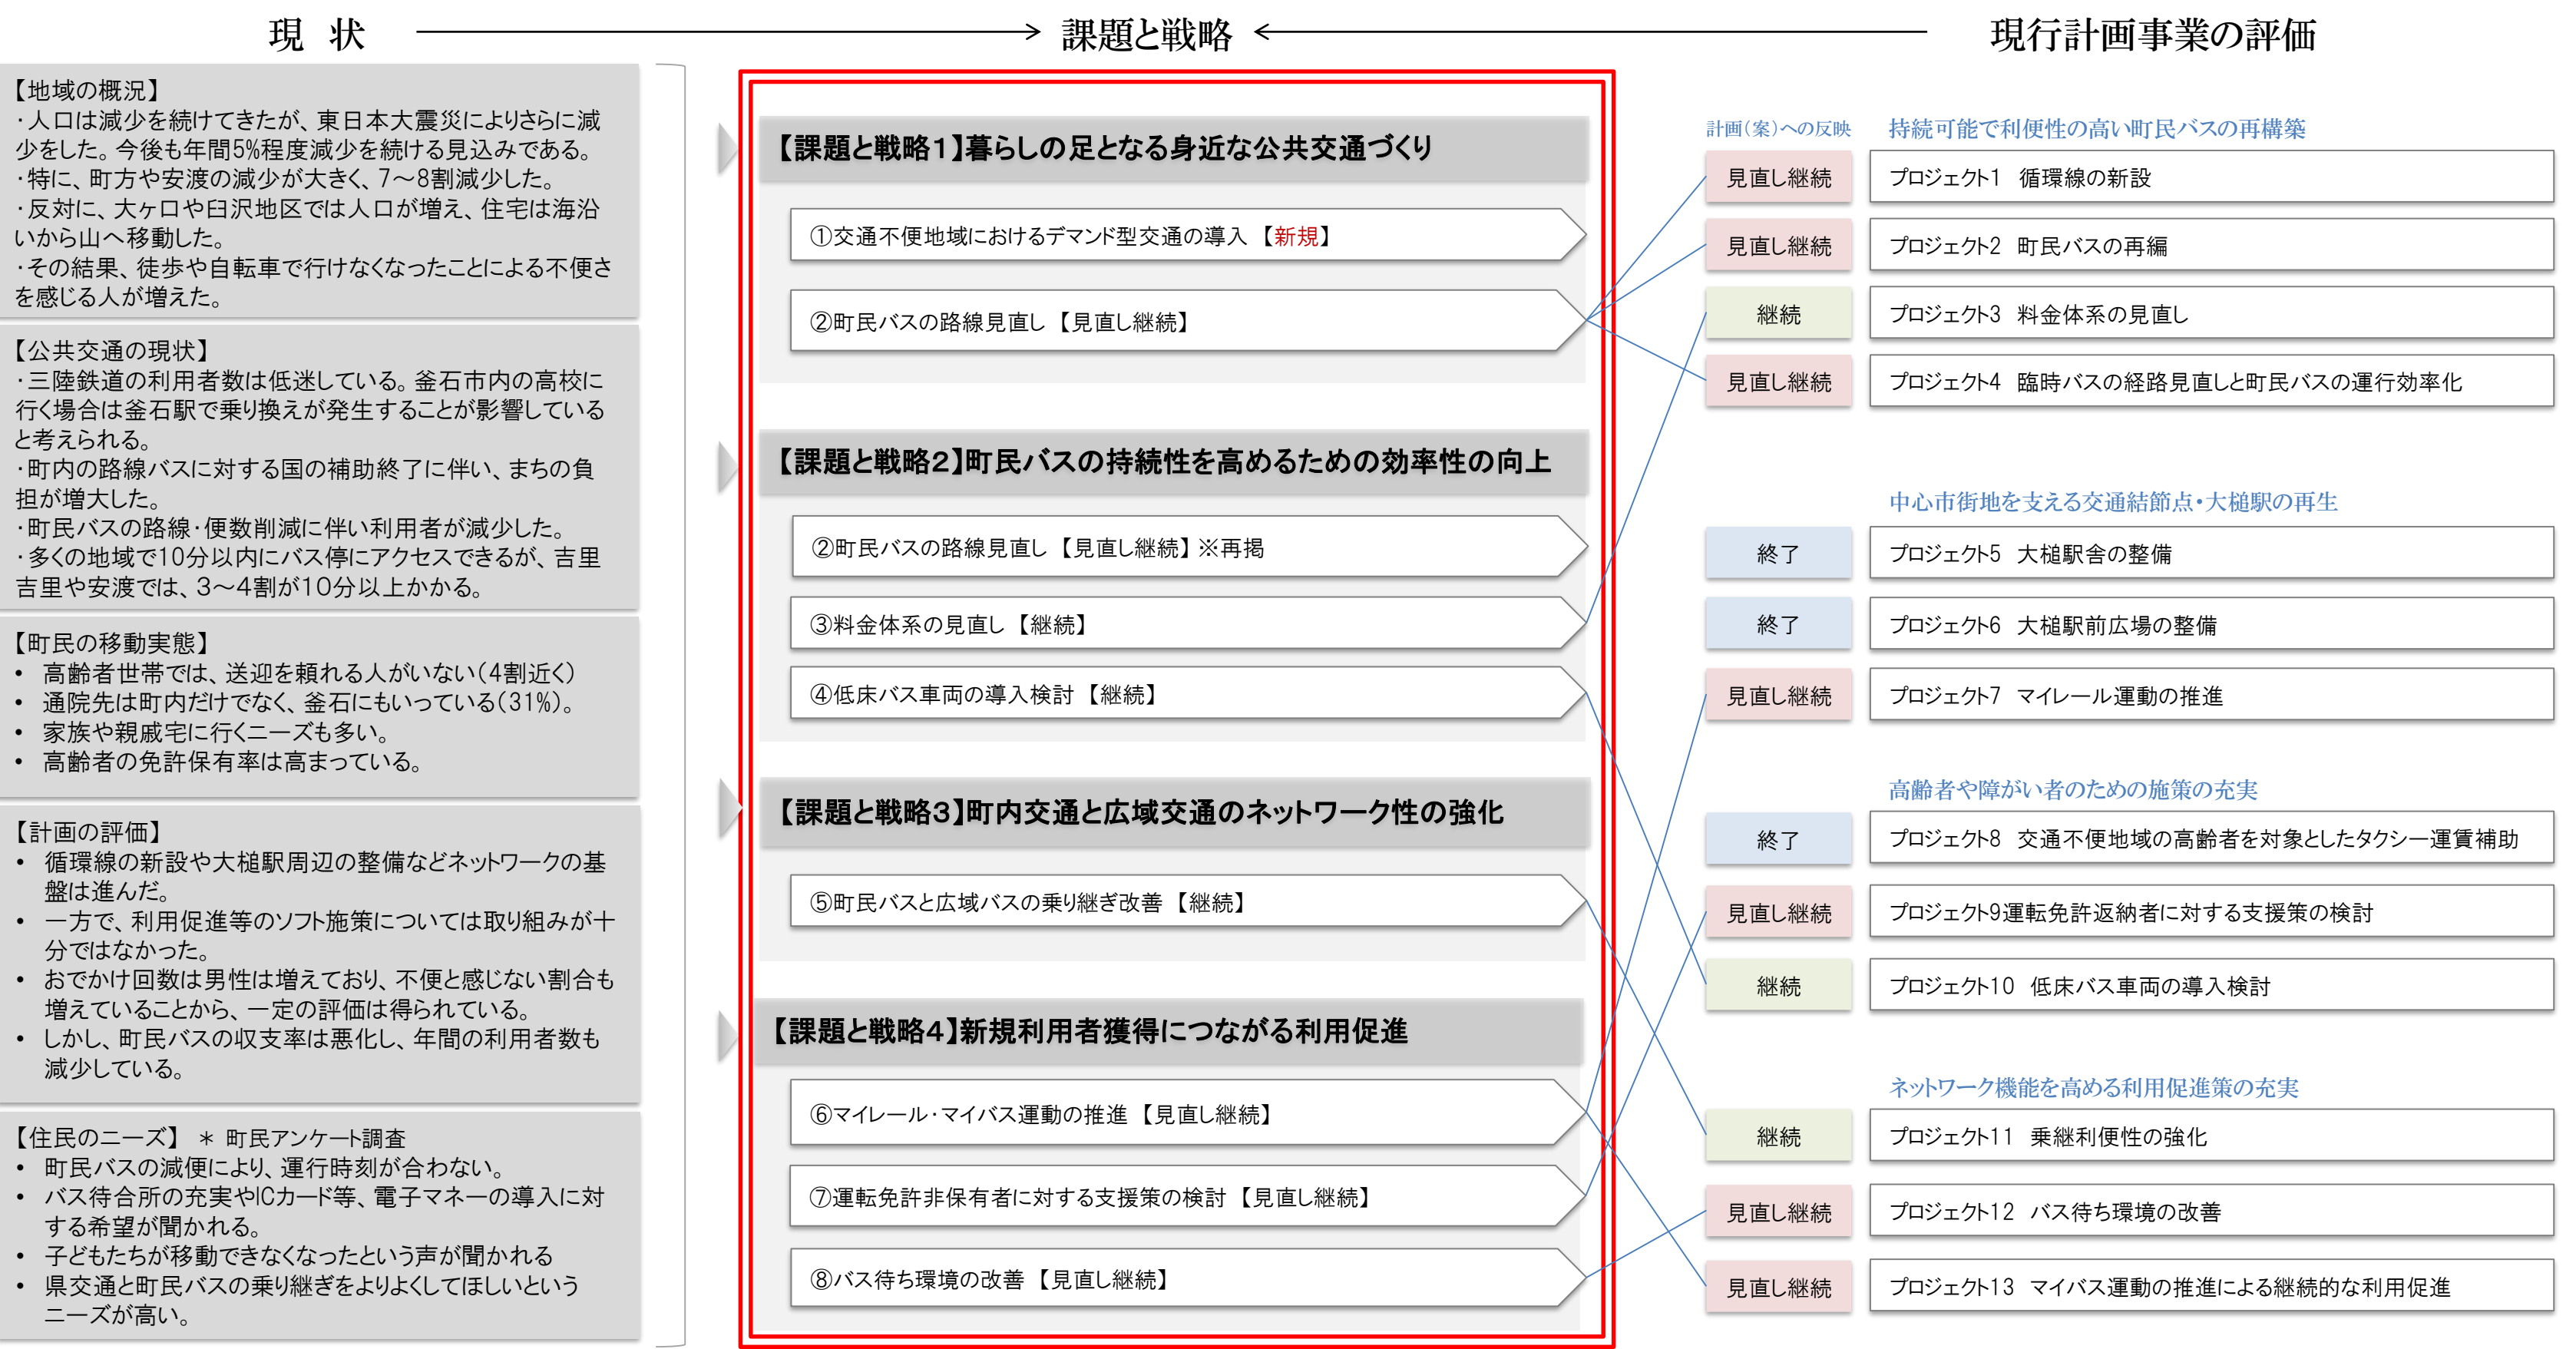 現　状
課題と戦略
現行計画事業の評価
【地域の概況】
・人口は減少を続けてきたが、東日本大震災によりさらに減
少をした。今後も年間5%程度減少を続ける見込みである。
・特に、町方や安渡の減少が大きく、7～8割減少した。
・反対に、大ヶ口や臼沢地区では人口が増え、住宅は海沿
いから山へ移動した。
・その結果、徒歩や自転車で行けなくなったことによる不便さ
を感じる人が増えた。
【公共交通の現状】
・三陸鉄道の利用者数は低迷している。釜石市内の高校に
行く場合は釜石駅で乗り換えが発生することが影響している
と考えられる。
・町内の路線バスに対する国の補助終了に伴い、まちの負
担が増大した。
・町民バスの路線・便数削減に伴い利用者が減少した。
・多くの地域で10分以内にバス停にアクセスできるが、吉里
吉里や安渡では、3～4割が10分以上かかる。
【町民の移動実態】
• 高齢者世帯では、送迎を頼れる人がいない（4割近く）
• 通院先は町内だけでなく、釜石にもいっている（31%）。
• 家族や親戚宅に行くニーズも多い。
• 高齢者の免許保有率は高まっている。
【計画の評価】
• 循環線の新設や大槌駅周辺の整備などネットワークの基
盤は進んだ。
• 一方で、利用促進等のソフト施策については取り組みが十
分ではなかった。
• おでかけ回数は男性は増えており、不便と感じない割合も
増えていることから、一定の評価は得られている。
• しかし、町民バスの収支率は悪化し、年間の利用者数も
減少している。
【住民のニーズ】 ＊ 町民アンケート調査
• 町民バスの減便により、運行時刻が合わない。
• バス待合所の充実やICカード等、電子マネーの導入に対
する希望が聞かれる。
• 子どもたちが移動できなくなったという声が聞かれる
• 県交通と町民バスの乗り継ぎをよりよくしてほしいという
ニーズが高い。
【課題と戦略1】暮らしの足となる身近な公共交通づくり
①交通不便地域におけるデマンド型交通の導入 【新規】
②町民バスの路線見直し 【見直し継続】
【課題と戦略2】町民バスの持続性を高めるための効率性の向上
②町民バスの路線見直し 【見直し継続】 ※再掲
③料金体系の見直し 【継続】
④低床バス車両の導入検討 【継続】
【課題と戦略3】町内交通と広域交通のネットワーク性の強化
⑤町民バスと広域バスの乗り継ぎ改善 【継続】
【課題と戦略4】新規利用者獲得につながる利用促進
⑥マイレール・マイバス運動の推進 【見直し継続】
⑦運転免許非保有者に対する支援策の検討 【見直し継続】
⑧バス待ち環境の改善 【見直し継続】
計画（案）への反映
持続可能で利便性の高い町民バスの再構築
見直し継続 プロジェクト1　循環線の新設
見直し継続 プロジェクト2　町民バスの再編
継続 プロジェクト3　料金体系の見直し
見直し継続 プロジェクト4　臨時バスの経路見直しと町民バスの運行効率化
中心市街地を支える交通結節点・大槌駅の再生
終了 プロジェクト5　大槌駅舎の整備
終了 プロジェクト6　大槌駅前広場の整備
見直し継続 プロジェクト7　マイレール運動の推進
高齢者や障がい者のための施策の充実
終了 プロジェクト8　交通不便地域の高齢者を対象としたタクシー運賃補助
見直し継続 プロジェクト9運転免許返納者に対する支援策の検討
継続 プロジェクト10　低床バス車両の導入検討
ネットワーク機能を高める利用促進策の充実
継続 プロジェクト11　乗継利便性の強化
見直し継続 プロジェクト12　バス待ち環境の改善
見直し継続 プロジェクト13　マイバス運動の推進による継続的な利用促進